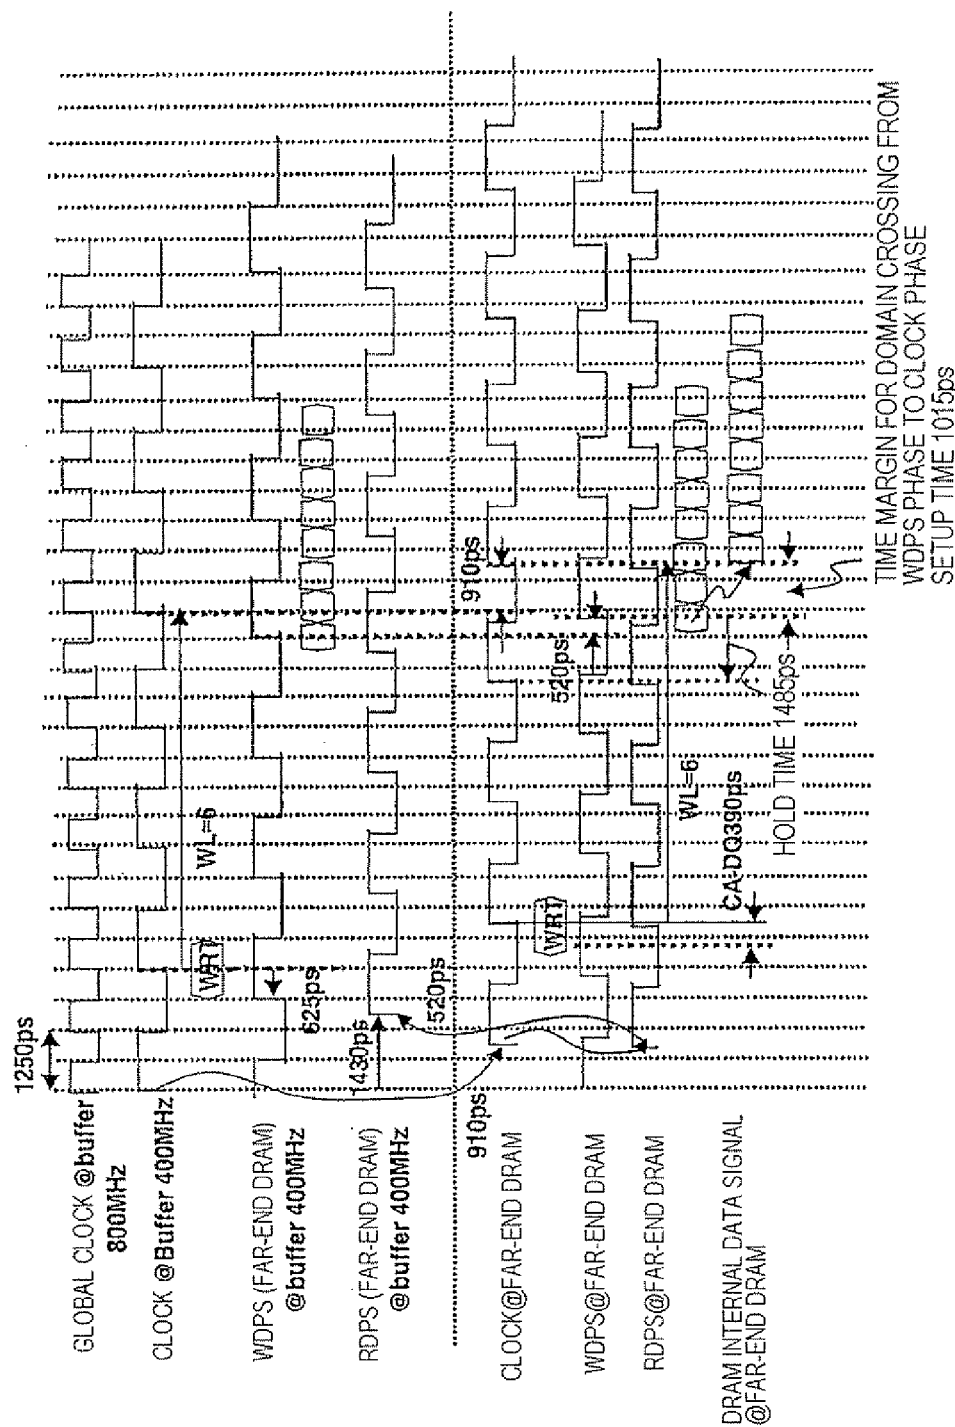 1250ps
GLOBAL CLOCK @buffer
800MHz
CLOCK @Buffer 400MHz
WRT
WL=6
WDPS (FAR-END DRAM)
@buffer 400MHz
625ps
RDPS (FAR-END DRAM)
@buffer 400MHz
1430ps
520ps
910ps
910ps
CLOCK@FAR-END DRAM
WRT
WDPS@FAR-END DRAM
520ps
RDPS@FAR-END DRAM
WL=6
CA-DQ390ps
DRAM INTERNAL DATA SIGNAL
@FAR-END DRAM
HOLD TIME 1485ps
TIME MARGIN FOR DOMAIN CROSSING FROM
WDPS PHASE TO CLOCK PHASE
SETUP TIME 1015ps